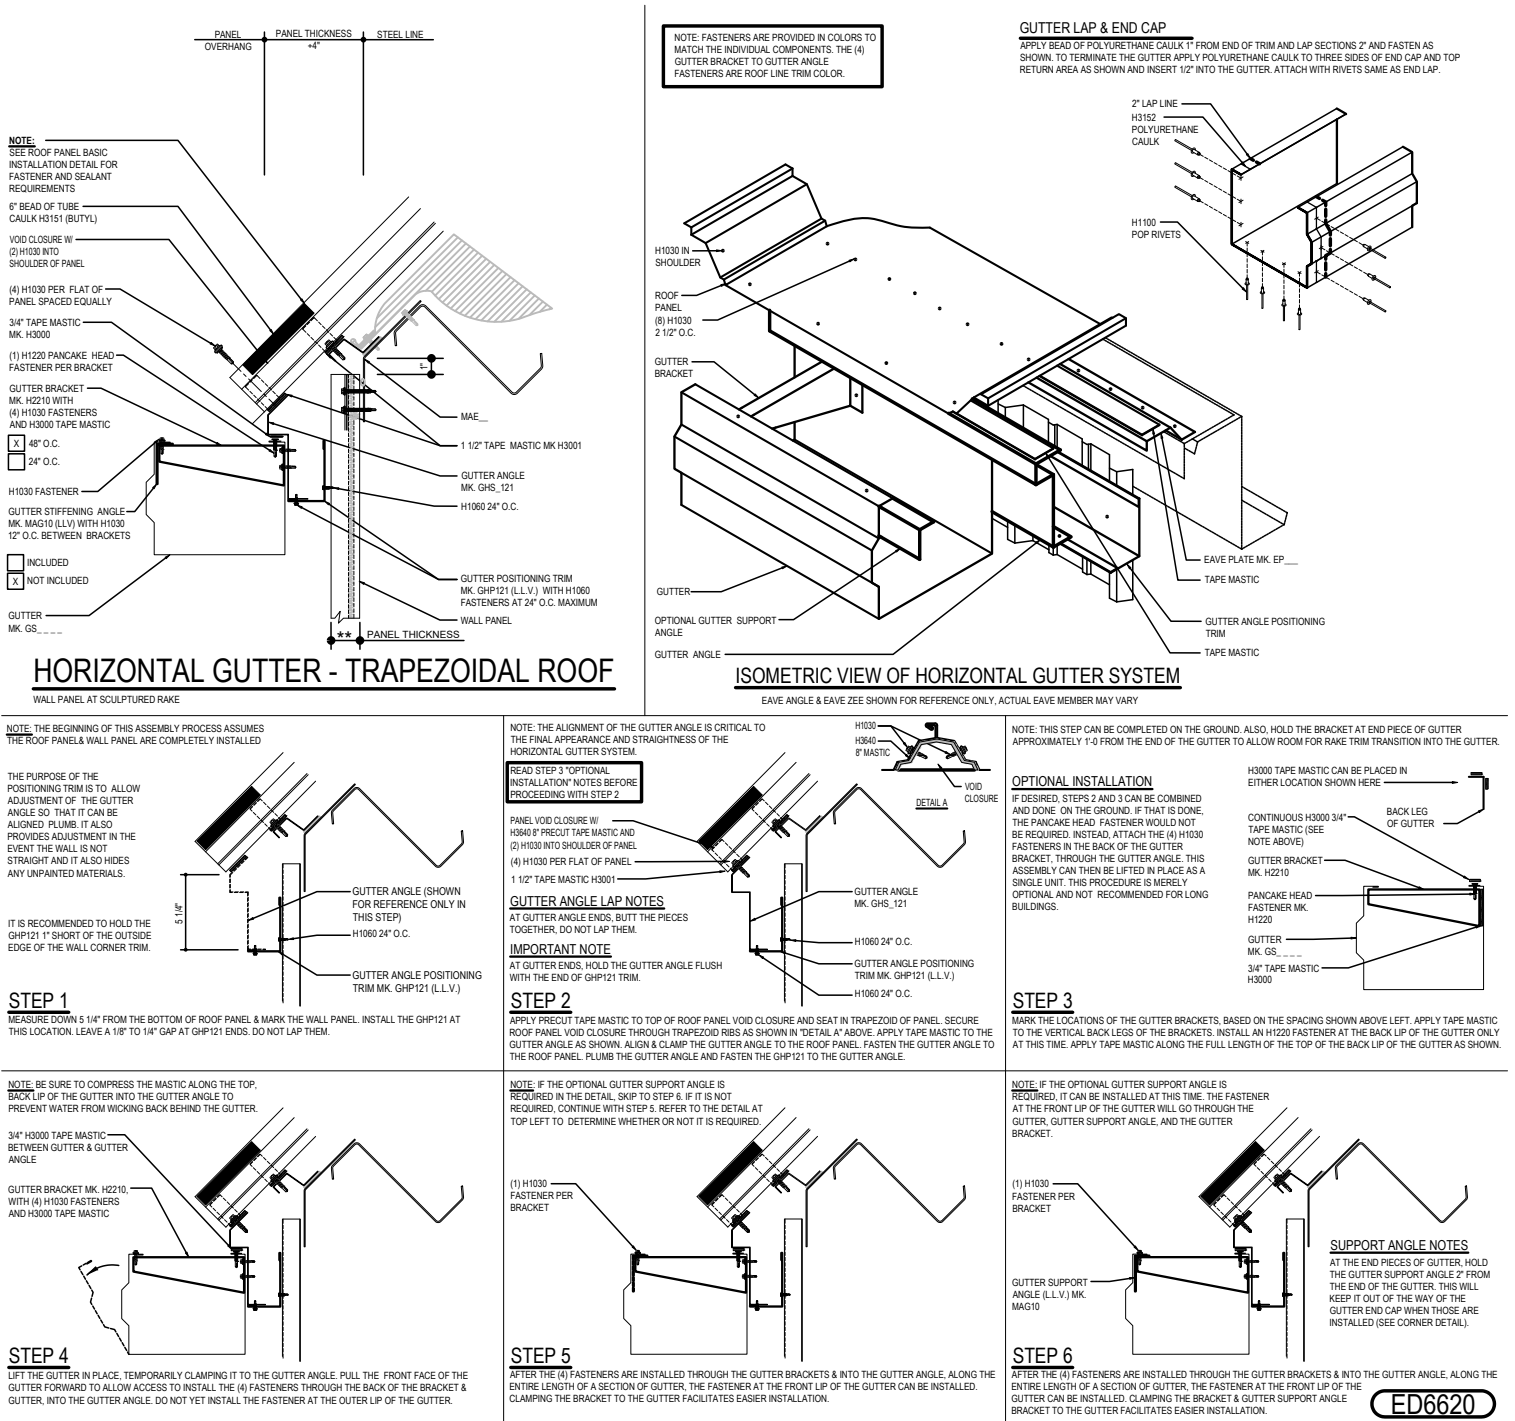 PANEL
OVERHANG
PANEL THICKNESS
+4"
STEEL LINE
NOTE:
SEE ROOF PANEL BASIC
INSTALLATION DETAIL FOR
FASTENER AND SEALANT
REQUIREMENTS
6" BEAD OF TUBE
CAULK H3151 (BUTYL)
VOID CLOSURE W/
(2) H1030 INTO
SHOULDER OF PANEL
(4) H1030 PER FLAT OF
PANEL SPACED EQUALLY
3/4" TAPE MASTIC
MK. H3000
(1) H1220 PANCAKE HEAD
FASTENER PER BRACKET
GUTTER BRACKET
MK. H2210 WITH
(4) H1030 FASTENERS
AND H3000 TAPE MASTIC
X 48" O.C.
24" O.C.
H1030 FASTENER
GUTTER STIFFENING ANGLE
MK. MAG10 (LLV) WITH H1030
12" O.C. BETWEEN BRACKETS
INCLUDED
X NOT INCLUDED
GUTTER
MK. GS_ _ _ _
1"
MAE__
1 1/2" TAPE MASTIC MK H3001
GUTTER ANGLE
MK. GHS_121
H1060 24" O.C.
GUTTER POSITIONING TRIM
MK. GHP121 (L.L.V.) WITH H1060
FASTENERS AT 24" O.C. MAXIMUM
WALL PANEL
** PANEL THICKNESS
HORIZONTAL GUTTER - TRAPEZOIDAL ROOF
WALL PANEL AT SCULPTURED RAKE
NOTE: FASTENERS ARE PROVIDED IN COLORS TO
MATCH THE INDIVIDUAL COMPONENTS. THE (4)
GUTTER BRACKET TO GUTTER ANGLE
FASTENERS ARE ROOF LINE TRIM COLOR.
GUTTER LAP & END CAP
APPLY BEAD OF POLYURETHANE CAULK 1" FROM END OF TRIM AND LAP SECTIONS 2" AND FASTEN AS
SHOWN. TO TERMINATE THE GUTTER APPLY POLYURETHANE CAULK TO THREE SIDES OF END CAP AND TOP
RETURN AREA AS SHOWN AND INSERT 1/2" INTO THE GUTTER. ATTACH WITH RIVETS SAME AS END LAP.
2" LAP LINE
H3152
POLYURETHANE
CAULK
H1100
POP RIVETS
H1030 IN
SHOULDER
ROOF
PANEL
(8) H1030
2 1/2" O.C.
GUTTER
BRACKET
GUTTER
OPTIONAL GUTTER SUPPORT
ANGLE
GUTTER ANGLE
EAVE PLATE MK. EP___
TAPE MASTIC
GUTTER ANGLE POSITIONING
TRIM
TAPE MASTIC
ISOMETRIC VIEW OF HORIZONTAL GUTTER SYSTEM
EAVE ANGLE & EAVE ZEE SHOWN FOR REFERENCE ONLY, ACTUAL EAVE MEMBER MAY VARY
NOTE: THE BEGINNING OF THIS ASSEMBLY PROCESS ASSUMES
THE ROOF PANEL& WALL PANEL ARE COMPLETELY INSTALLED
THE PURPOSE OF THE
POSITIONING TRIM IS TO ALLOW
ADJUSTMENT OF THE GUTTER
ANGLE SO THAT IT CAN BE
ALIGNED PLUMB. IT ALSO
PROVIDES ADJUSTMENT IN THE
EVENT THE WALL IS NOT
STRAIGHT AND IT ALSO HIDES
ANY UNPAINTED MATERIALS.
IT IS RECOMMENDED TO HOLD THE
GHP121 1" SHORT OF THE OUTSIDE
EDGE OF THE WALL CORNER TRIM.
5 1/4"
GUTTER ANGLE (SHOWN
FOR REFERENCE ONLY IN
THIS STEP)
H1060 24" O.C.
GUTTER ANGLE POSITIONING
TRIM MK. GHP121 (L.L.V.)
STEP 1
MEASURE DOWN 5 1/4" FROM THE BOTTOM OF ROOF PANEL & MARK THE WALL PANEL. INSTALL THE GHP121 AT
THIS LOCATION. LEAVE A 1/8" TO 1/4" GAP AT GHP121 ENDS. DO NOT LAP THEM.
NOTE: THE ALIGNMENT OF THE GUTTER ANGLE IS CRITICAL TO
THE FINAL APPEARANCE AND STRAIGHTNESS OF THE
HORIZONTAL GUTTER SYSTEM.
READ STEP 3 "OPTIONAL
INSTALLATION" NOTES BEFORE
PROCEEDING WITH STEP 2
H1030
H3640
8" MASTIC
VOID
CLOSURE
DETAIL A
PANEL VOID CLOSURE W/
H3640 8" PRECUT TAPE MASTIC AND
(2) H1030 INTO SHOULDER OF PANEL
(4) H1030 PER FLAT OF PANEL
1 1/2" TAPE MASTIC H3001
GUTTER ANGLE LAP NOTES
AT GUTTER ANGLE ENDS, BUTT THE PIECES
TOGETHER, DO NOT LAP THEM.
IMPORTANT NOTE
AT GUTTER ENDS, HOLD THE GUTTER ANGLE FLUSH
WITH THE END OF GHP121 TRIM.
GUTTER ANGLE
MK. GHS_121
H1060 24" O.C.
GUTTER ANGLE POSITIONING
TRIM MK. GHP121 (L.L.V.)
H1060 24" O.C.
STEP 2
APPLY PRECUT TAPE MASTIC TO TOP OF ROOF PANEL VOID CLOSURE AND SEAT IN TRAPEZOID OF PANEL. SECURE
ROOF PANEL VOID CLOSURE THROUGH TRAPEZOID RIBS AS SHOWN IN "DETAIL A" ABOVE. APPLY TAPE MASTIC TO THE
GUTTER ANGLE AS SHOWN. ALIGN & CLAMP THE GUTTER ANGLE TO THE ROOF PANEL. FASTEN THE GUTTER ANGLE TO
THE ROOF PANEL. PLUMB THE GUTTER ANGLE AND FASTEN THE GHP121 TO THE GUTTER ANGLE.
NOTE: THIS STEP CAN BE COMPLETED ON THE GROUND. ALSO, HOLD THE BRACKET AT END PIECE OF GUTTER
APPROXIMATELY 1'-0 FROM THE END OF THE GUTTER TO ALLOW ROOM FOR RAKE TRIM TRANSITION INTO THE GUTTER.
OPTIONAL INSTALLATION
IF DESIRED, STEPS 2 AND 3 CAN BE COMBINED
AND DONE ON THE GROUND. IF THAT IS DONE,
THE PANCAKE HEAD FASTENER WOULD NOT
BE REQUIRED. INSTEAD, ATTACH THE (4) H1030
FASTENERS IN THE BACK OF THE GUTTER
BRACKET, THROUGH THE GUTTER ANGLE. THIS
ASSEMBLY CAN THEN BE LIFTED IN PLACE AS A
SINGLE UNIT. THIS PROCEDURE IS MERELY
OPTIONAL AND NOT RECOMMENDED FOR LONG
BUILDINGS.
H3000 TAPE MASTIC CAN BE PLACED IN
EITHER LOCATION SHOWN HERE
BACK LEG
OF GUTTER
CONTINUOUS H3000 3/4"
TAPE MASTIC (SEE
NOTE ABOVE)
GUTTER BRACKET
MK. H2210
PANCAKE HEAD
FASTENER MK.
H1220
GUTTER
MK. GS_ _ _ _
3/4" TAPE MASTIC
H3000
STEP 3
MARK THE LOCATIONS OF THE GUTTER BRACKETS, BASED ON THE SPACING SHOWN ABOVE LEFT. APPLY TAPE MASTIC
TO THE VERTICAL BACK LEGS OF THE BRACKETS. INSTALL AN H1220 FASTENER AT THE BACK LIP OF THE GUTTER ONLY
AT THIS TIME. APPLY TAPE MASTIC ALONG THE FULL LENGTH OF THE TOP OF THE BACK LIP OF THE GUTTER AS SHOWN.
NOTE: BE SURE TO COMPRESS THE MASTIC ALONG THE TOP,
BACK LIP OF THE GUTTER INTO THE GUTTER ANGLE TO
PREVENT WATER FROM WICKING BACK BEHIND THE GUTTER.
3/4" H3000 TAPE MASTIC
BETWEEN GUTTER & GUTTER
ANGLE
GUTTER BRACKET MK. H2210,
WITH (4) H1030 FASTENERS
AND H3000 TAPE MASTIC
STEP 4
LIFT THE GUTTER IN PLACE, TEMPORARILY CLAMPING IT TO THE GUTTER ANGLE. PULL THE FRONT FACE OF THE
GUTTER FORWARD TO ALLOW ACCESS TO INSTALL THE (4) FASTENERS THROUGH THE BACK OF THE BRACKET &
GUTTER, INTO THE GUTTER ANGLE. DO NOT YET INSTALL THE FASTENER AT THE OUTER LIP OF THE GUTTER.
NOTE: IF THE OPTIONAL GUTTER SUPPORT ANGLE IS
REQUIRED IN THE DETAIL, SKIP TO STEP 6. IF IT IS NOT
REQUIRED, CONTINUE WITH STEP 5. REFER TO THE DETAIL AT
TOP LEFT TO DETERMINE WHETHER OR NOT IT IS REQUIRED.
(1) H1030
FASTENER PER
BRACKET
STEP 5
AFTER THE (4) FASTENERS ARE INSTALLED THROUGH THE GUTTER BRACKETS & INTO THE GUTTER ANGLE, ALONG THE
ENTIRE LENGTH OF A SECTION OF GUTTER, THE FASTENER AT THE FRONT LIP OF THE GUTTER CAN BE INSTALLED.
CLAMPING THE BRACKET TO THE GUTTER FACILITATES EASIER INSTALLATION.
NOTE: IF THE OPTIONAL GUTTER SUPPORT ANGLE IS
REQUIRED, IT CAN BE INSTALLED AT THIS TIME. THE FASTENER
AT THE FRONT LIP OF THE GUTTER WILL GO THROUGH THE
GUTTER, GUTTER SUPPORT ANGLE, AND THE GUTTER
BRACKET.
(1) H1030
FASTENER PER
BRACKET
GUTTER SUPPORT
ANGLE (L.L.V.) MK.
MAG10
SUPPORT ANGLE NOTES
AT THE END PIECES OF GUTTER, HOLD
THE GUTTER SUPPORT ANGLE 2" FROM
THE END OF THE GUTTER. THIS WILL
KEEP IT OUT OF THE WAY OF THE
GUTTER END CAP WHEN THOSE ARE
INSTALLED (SEE CORNER DETAIL).
STEP 6
AFTER THE (4) FASTENERS ARE INSTALLED THROUGH THE GUTTER BRACKETS & INTO THE GUTTER ANGLE, ALONG THE
ENTIRE LENGTH OF A SECTION OF GUTTER, THE FASTENER AT THE FRONT LIP OF THE
GUTTER CAN BE INSTALLED. CLAMPING THE BRACKET & GUTTER SUPPORT ANGLE
BRACKET TO THE GUTTER FACILITATES EASIER INSTALLATION.
ED6620